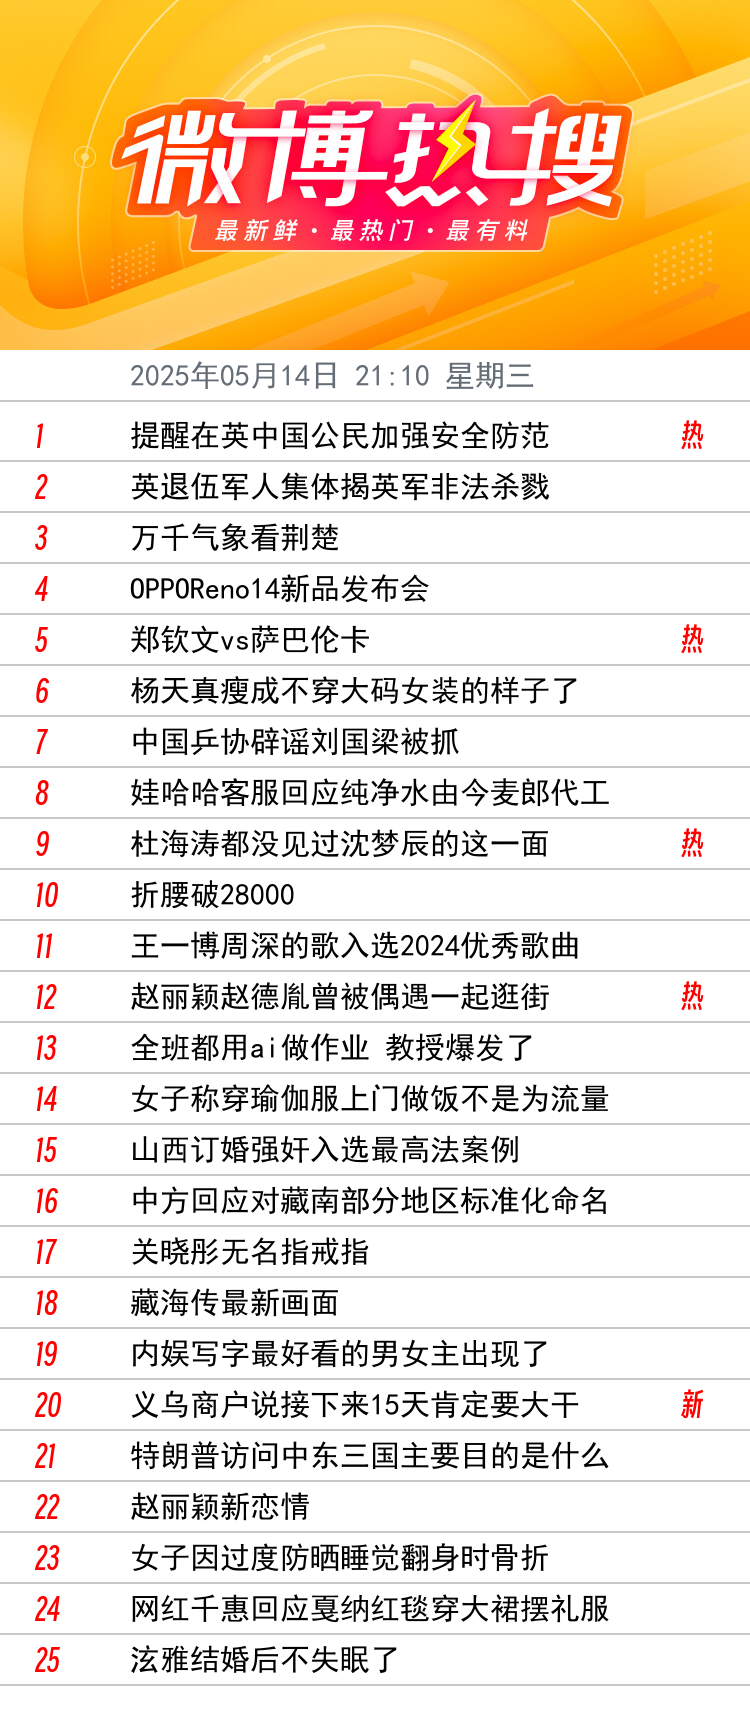 微博热搜
最新鲜·最热门·最有料
2025年05月14日 21:10 星期三
1 提醒在英中国公民加强安全防范 热
2 英退伍军人集体揭英军非法杀戮
3 万千气象看荆楚
4 OPPOReno14新品发布会
5 郑钦文vs萨巴伦卡 热
6 杨天真瘦成不穿大码女装的样子了
7 中国乒协辟谣刘国梁被抓
8 娃哈哈客服回应纯净水由今麦郎代工
9 杜海涛都没见过沈梦辰的这一面 热
10 折腰破28000
11 王一博周深的歌入选2024优秀歌曲
12 赵丽颖赵德胤曾被偶遇一起逛街 热
13 全班都用ai做作业 教授爆发了
14 女子称穿瑜伽服上门做饭不是为流量
15 山西订婚强奸入选最高法案例
16 中方回应对藏南部分地区标准化命名
17 关晓彤无名指戒指
18 藏海传最新画面
19 内娱写字最好看的男女主出现了
20 义乌商户说接下来15天肯定要大干 新
21 特朗普访问中东三国主要目的是什么
22 赵丽颖新恋情
23 女子因过度防晒睡觉翻身时骨折
24 网红千惠回应戛纳红毯穿大裙摆礼服
25 泫雅结婚后不失眠了